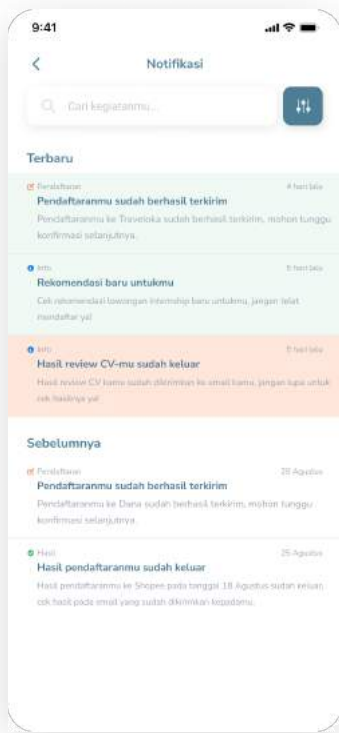 9:41
Notifikasi
Cari kegiatanmu...
Terbaru
Pendaftaran
4 hari lalu
Pendaftaranmu sudah berhasil terkirim
Pendaftaranmu ke Traveloka sudah berhasil terkirim, mohon tunggu
konfirmasi selanjutnya.
Info
5 hari lalu
Rekomendasi baru untukmu
Cek rekomendasi lowongan internship baru untukmu, jangan telat
mendaftar ya!
Info
5 hari lalu
Hasil review CV-mu sudah keluar
Hasil review CV kamu sudah dikirimkan ke email kamu, jangan lupa untuk
cek hasilnya ya!
Sebelumnya
Pendaftaran
28 Agustus
Pendaftaranmu sudah berhasil terkirim
Pendaftaranmu ke Dana sudah berhasil terkirim, mohon tunggu
konfirmasi selanjutnya.
Hasil
25 Agustus
Hasil pendaftaranmu sudah keluar
Hasil pendaftaranmu ke Shopee pada tanggal 18 Agustus sudah keluar,
cek hasil pada email yang sudah dikirimkan kepadamu.